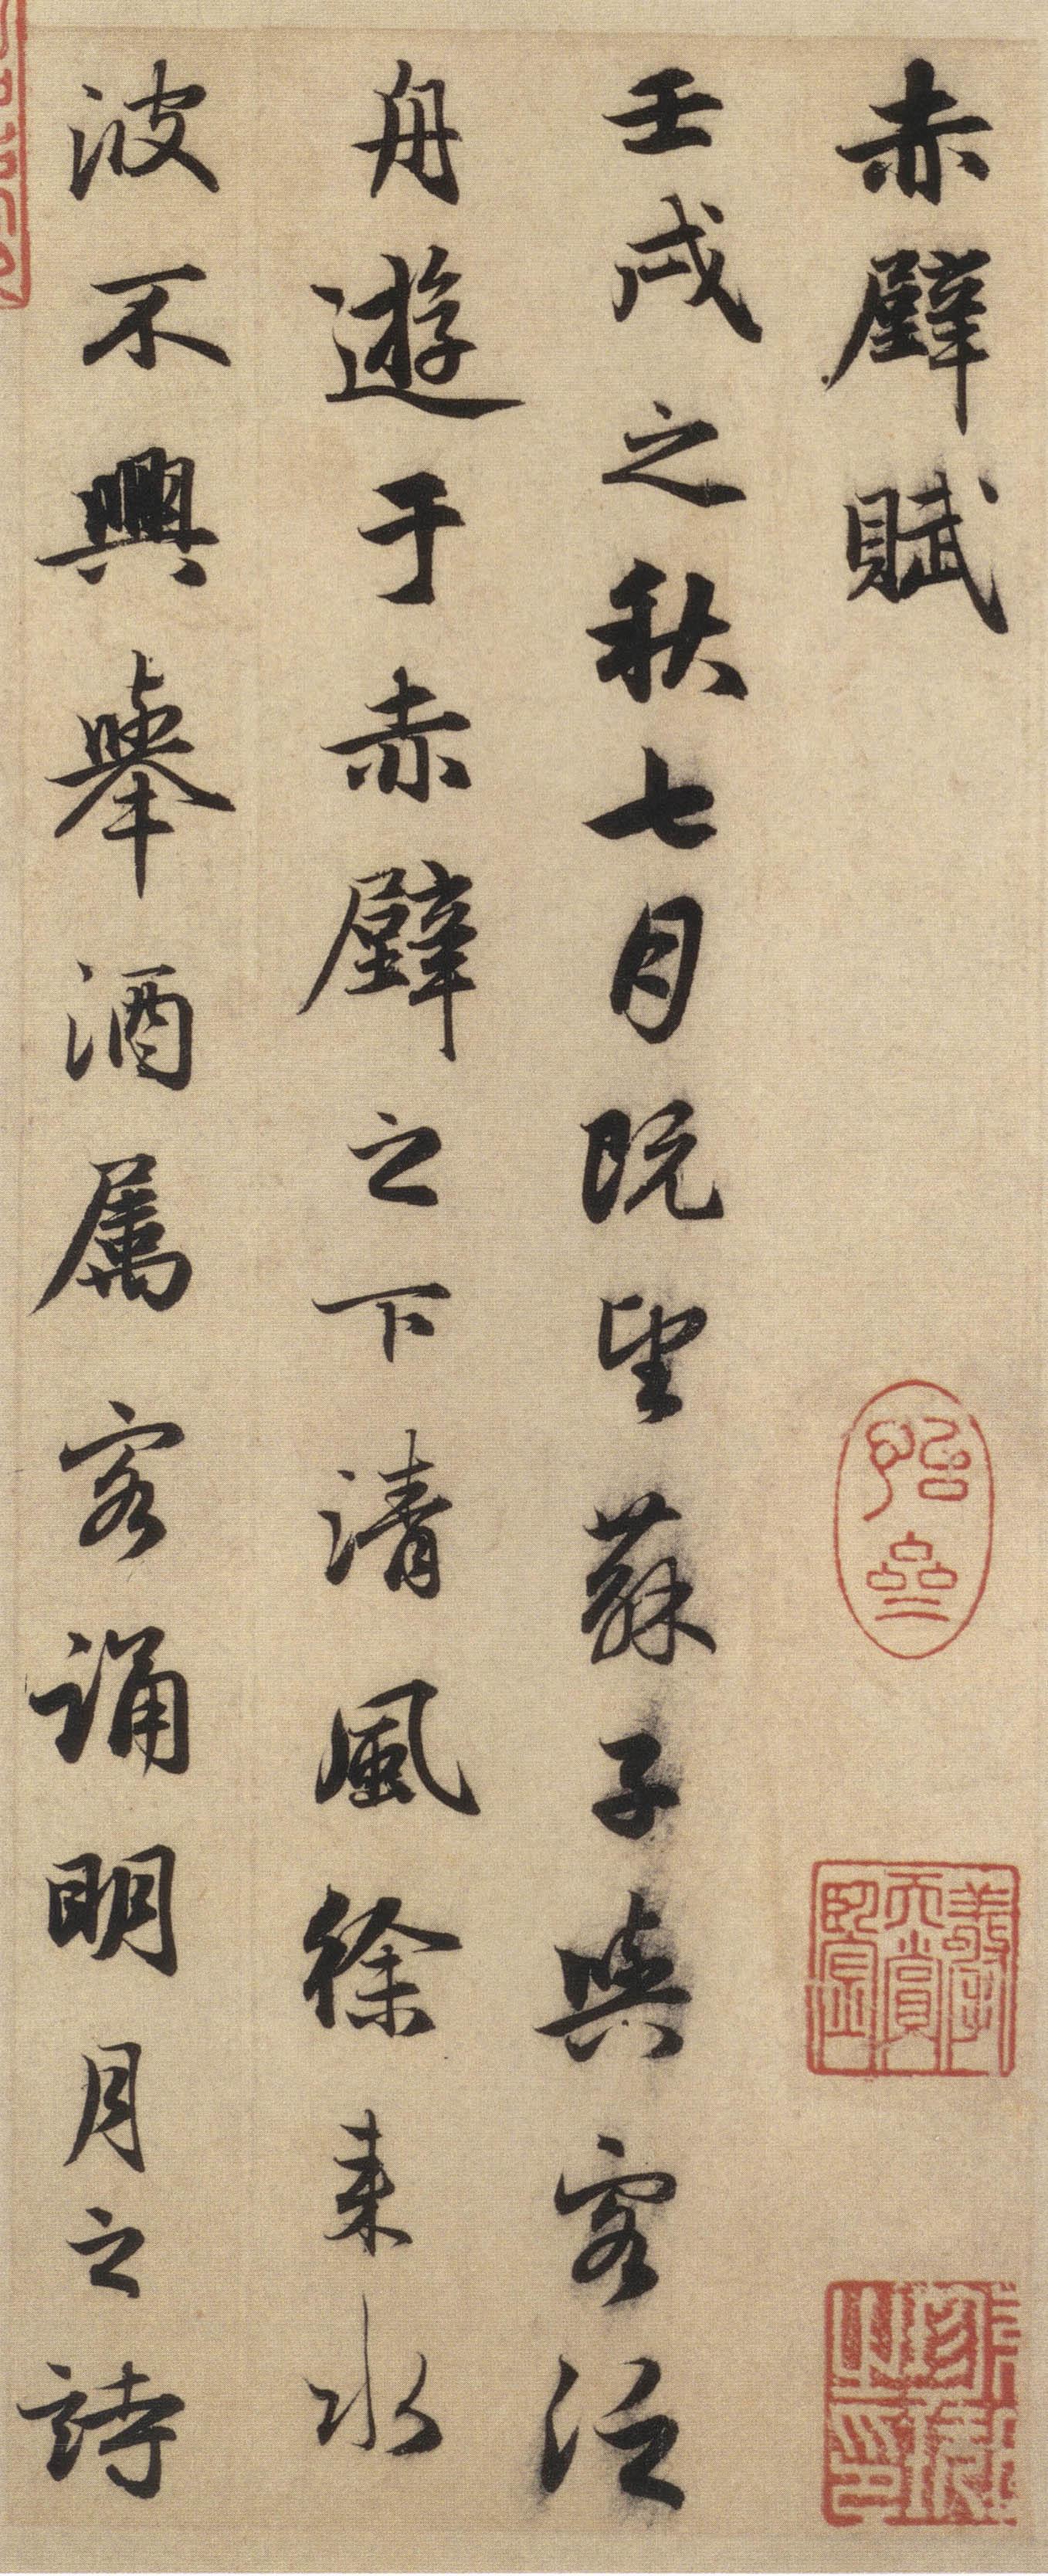 赤壁賦
壬戌之秋七月既望蘇子與客泛
舟遊于赤壁之下清風徐来水
波不興舉酒属客誦明月之詩